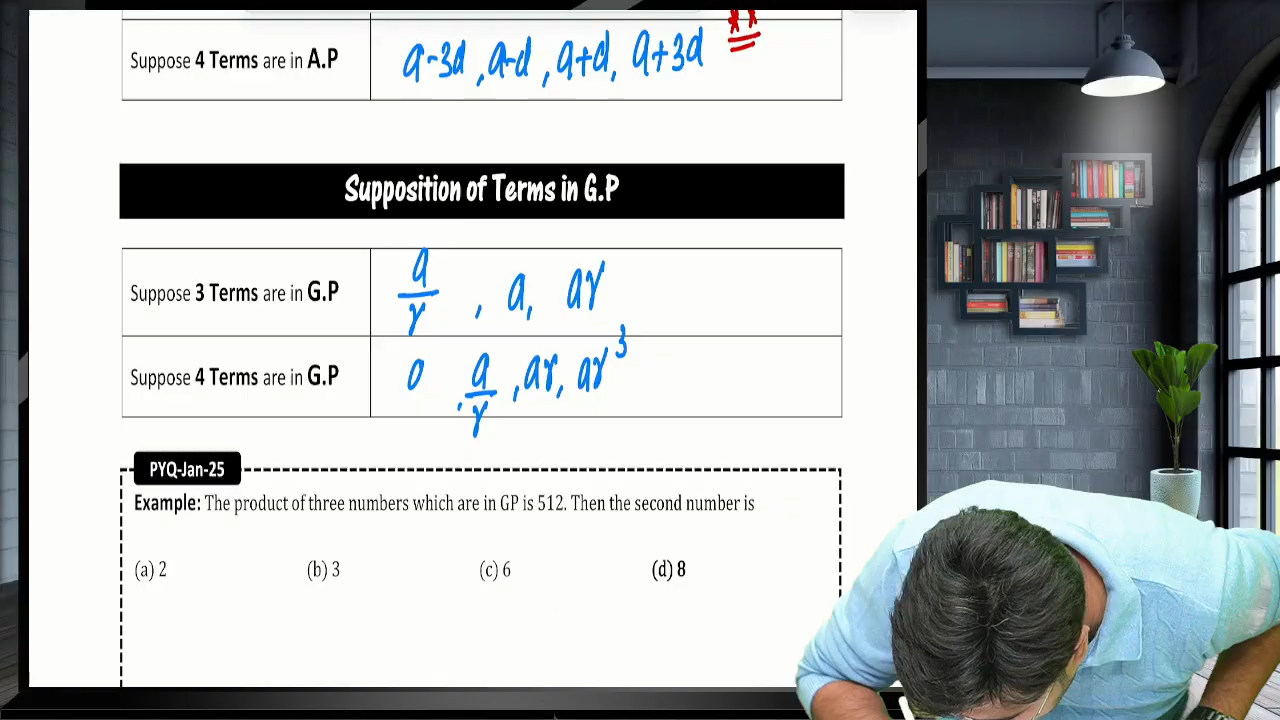 Suppose 4 Terms are in A.P a-3d, a-d, a+d, a+3d
Supposition of Terms in G.P
Suppose 3 Terms are in G.P a/r, a, ar
Suppose 4 Terms are in G.P a/r, ar, ar³
PYQ-Jan-25
Example: The product of three numbers which are in GP is 512. Then the second number is
(a) 2 (b) 3 (c) 6 (d) 8